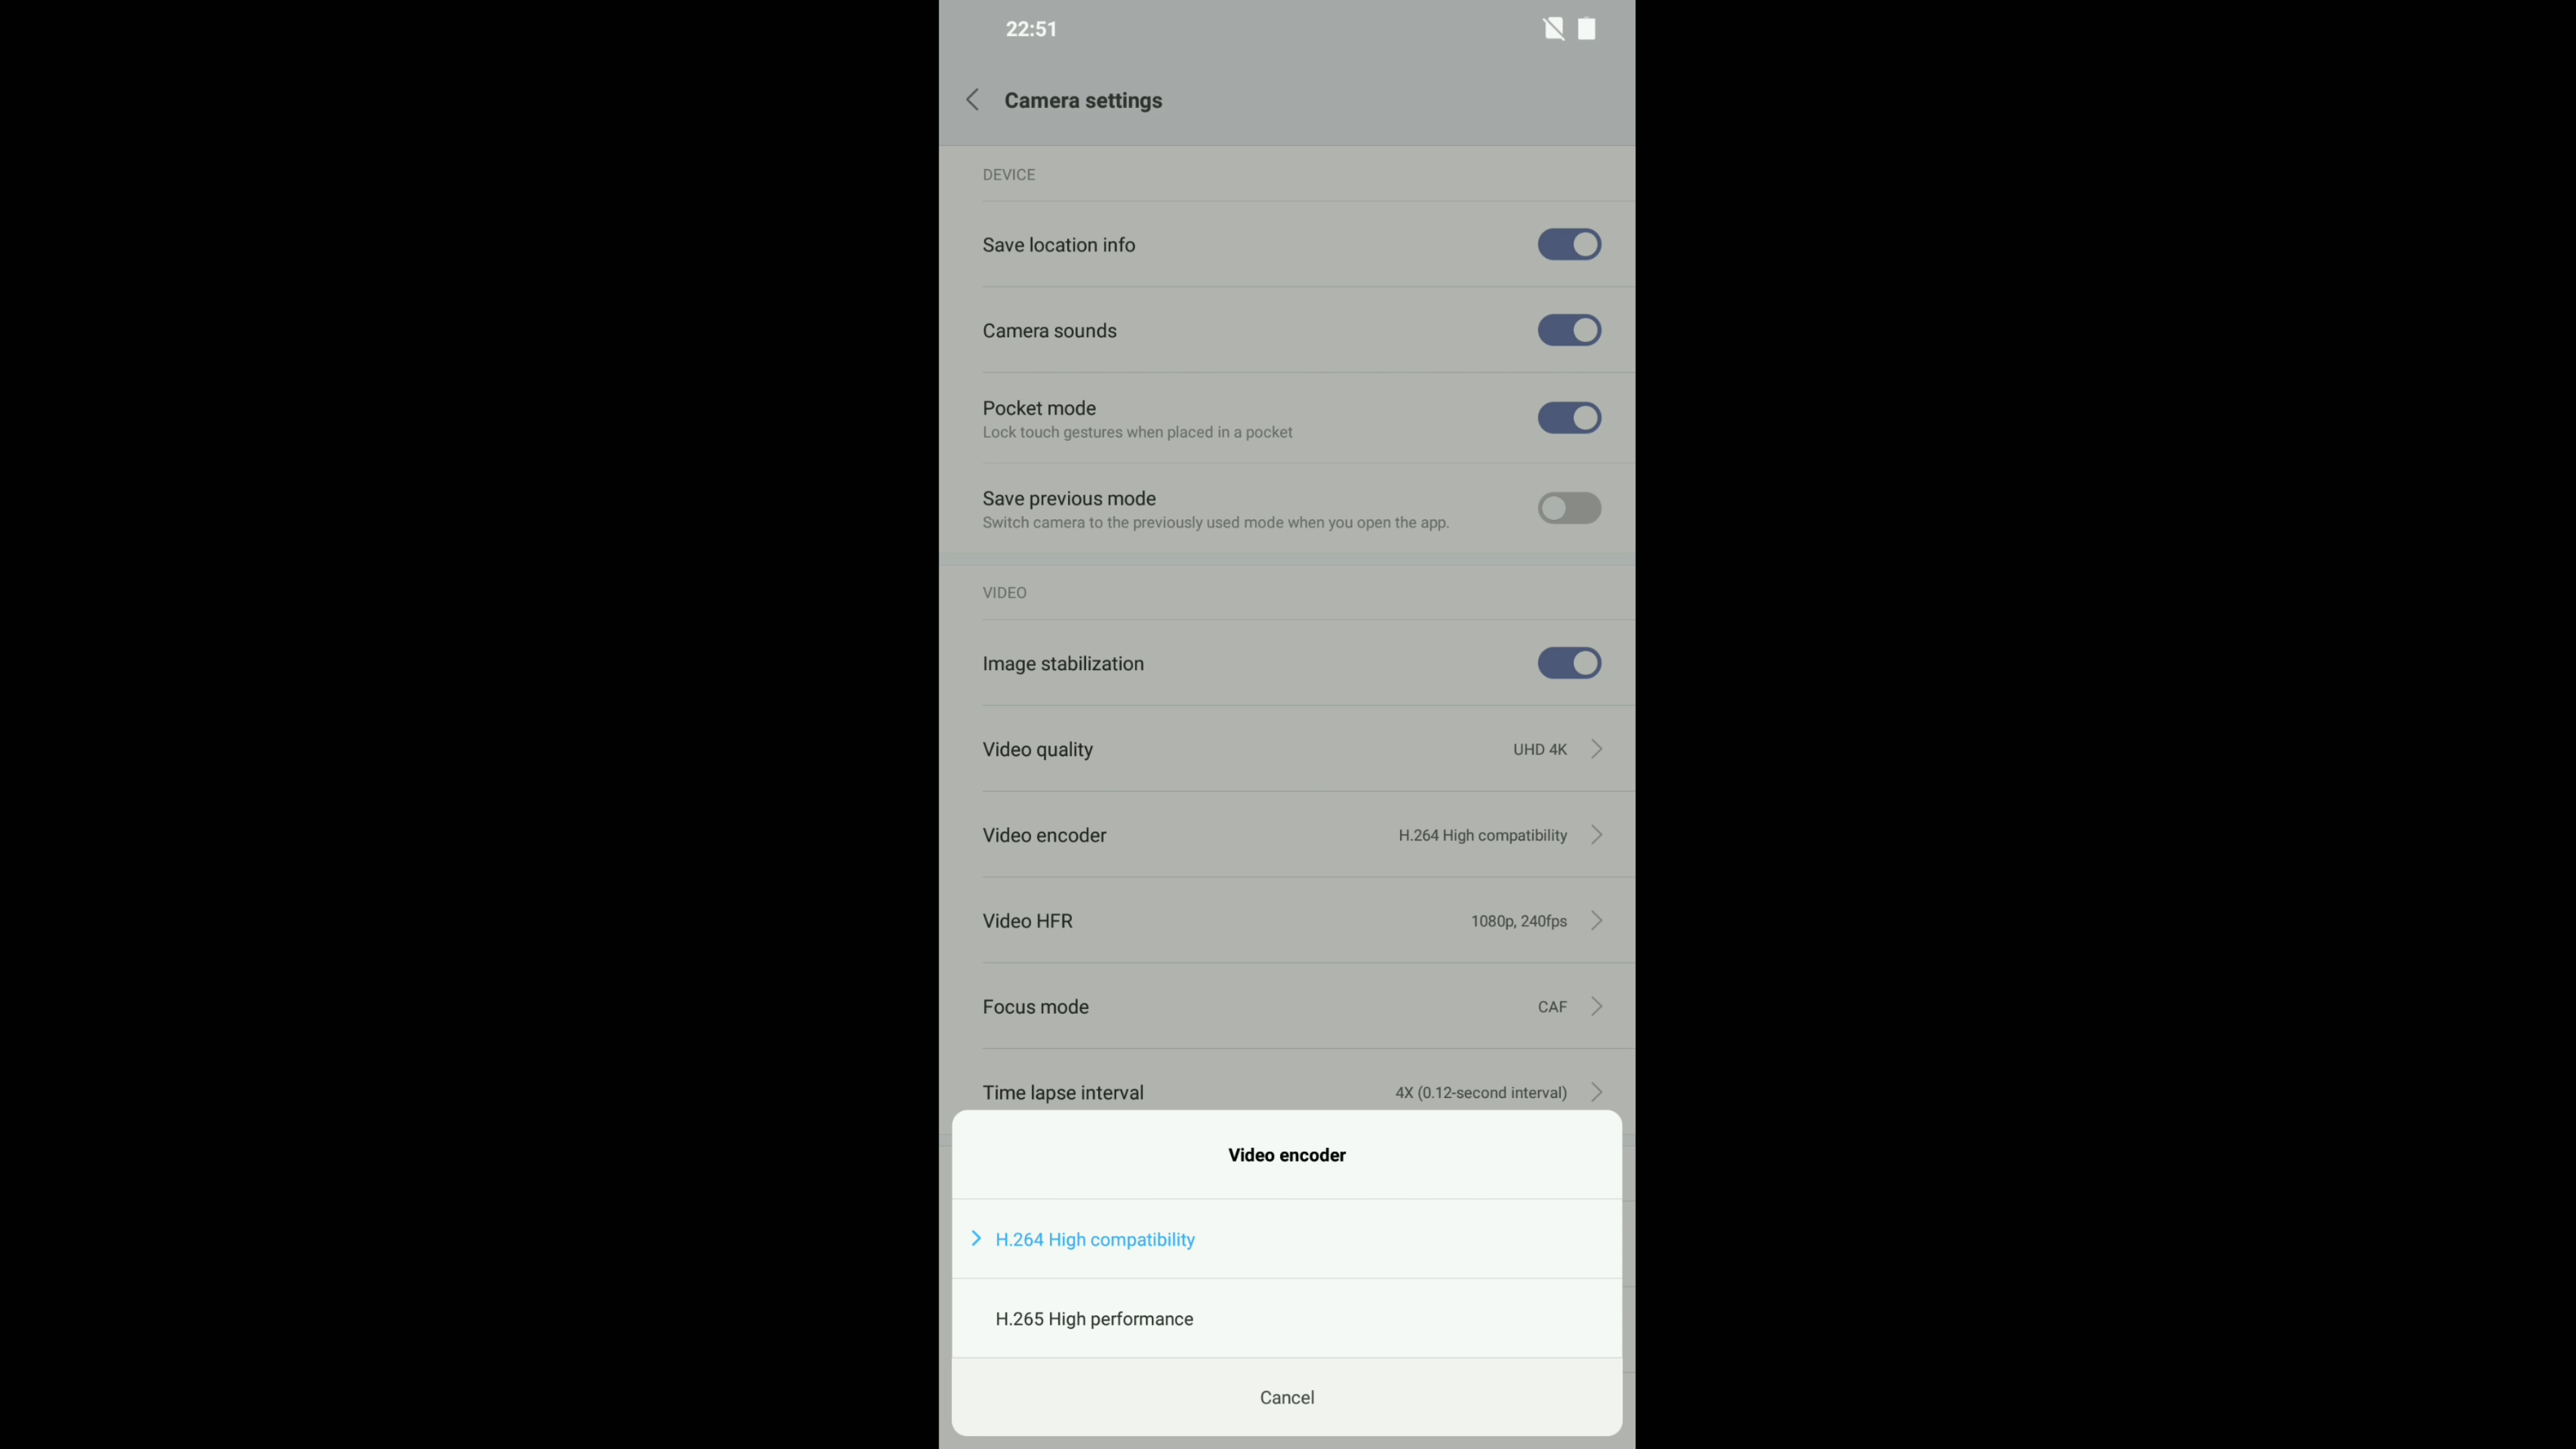 22:51
Camera settings
DEVICE
Save location info
Camera sounds
Pocket mode
Lock touch gestures when placed in a pocket
Save previous mode
Switch camera to the previously used mode when you open the app.
VIDEO
Image stabilization
Video quality UHD 4K
Video encoder H.264 High compatibility
Video HFR 1080p, 240fps
Focus mode CAF
Time lapse interval 4X (0.12-second interval)
Video encoder
H.264 High compatibility
H.265 High performance
Cancel